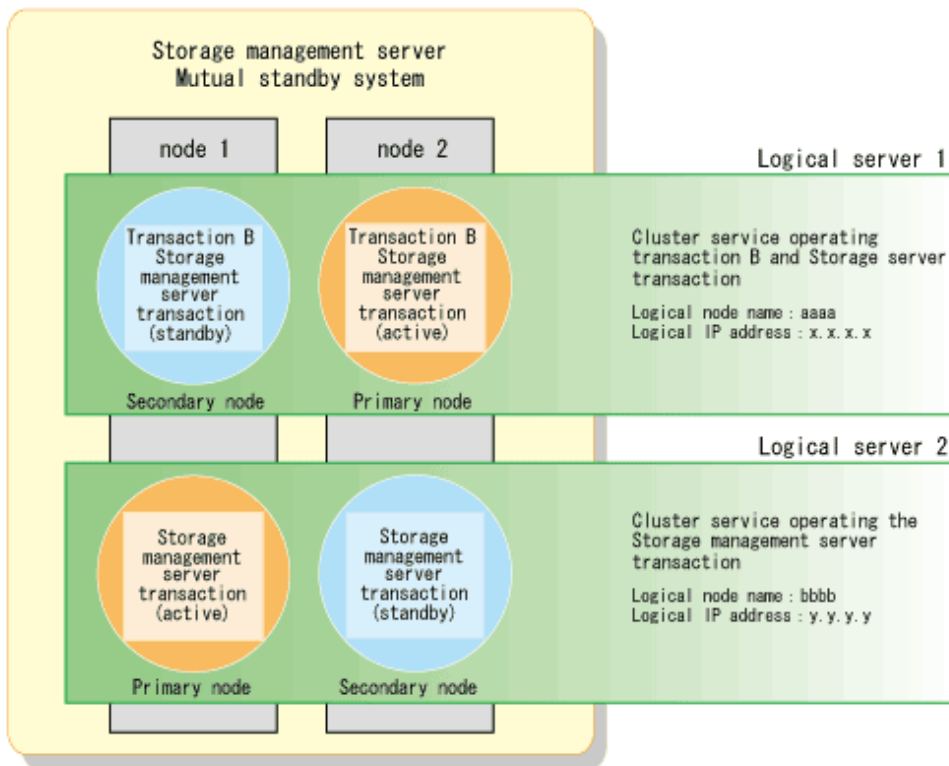 Storage management server
Mutual standby system
node 1
node 2
Logical server 1
Transaction B
Storage
management
server
transaction
(standby)
Transaction B
Storage
management
server
transaction
(active)
Cluster service operating
transaction B and Storage server
transaction
Logical node name : aaaa
Logical IP address : x.x.x.x
Secondary node
Primary node
Logical server 2
Storage
management
server
transaction
(active)
Storage
management
server
transaction
(standby)
Cluster service operating the
Storage management server
transaction
Logical node name : bbbb
Logical IP address : y.y.y.y
Primary node
Secondary node